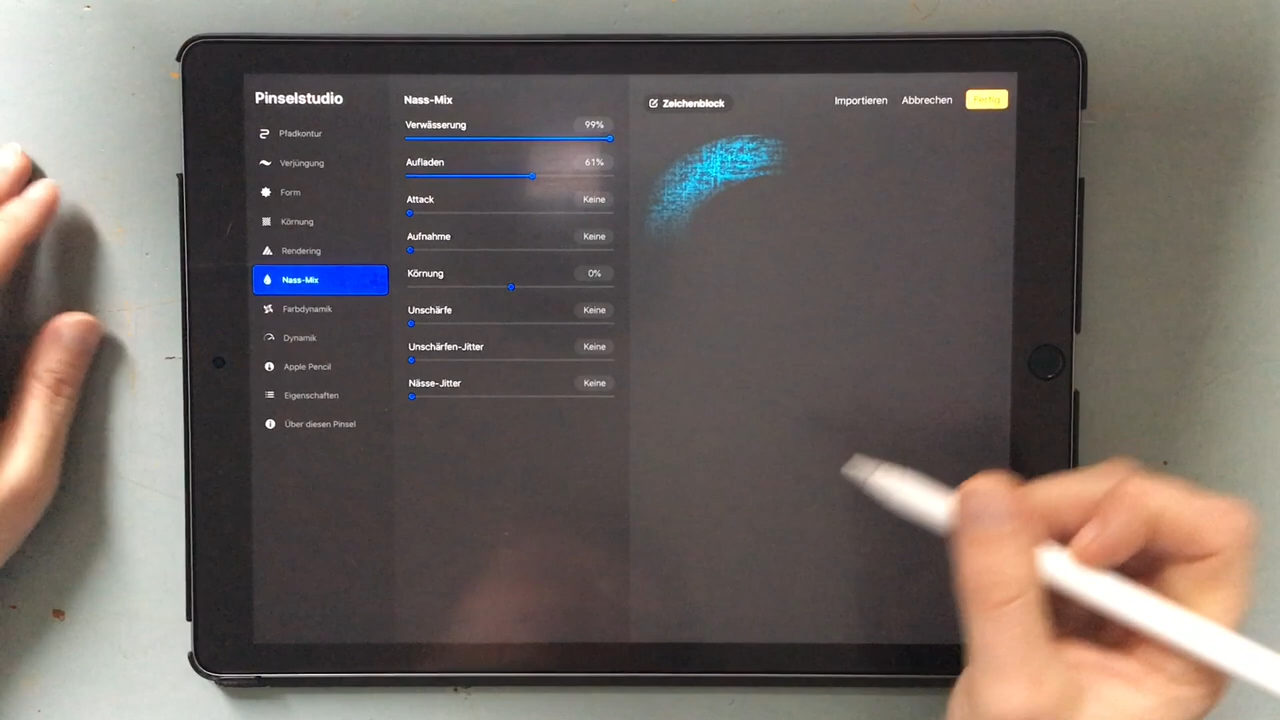 Pinselstudio
Pfadkontur
Verjüngung
Form
Körnung
Rendering
Nass-Mix
Farbdynamik
Dynamik
Apple Pencil
Eigenschaften
Über diesen Pinsel
Nass-Mix
Verwässerung 99%
Aufladen 61%
Attack Keine
Aufnahme Keine
Körnung 0%
Unschärfe Keine
Unschärfen-Jitter Keine
Nässe-Jitter Keine
Zeichenblock
Importieren Abbrechen Fertig